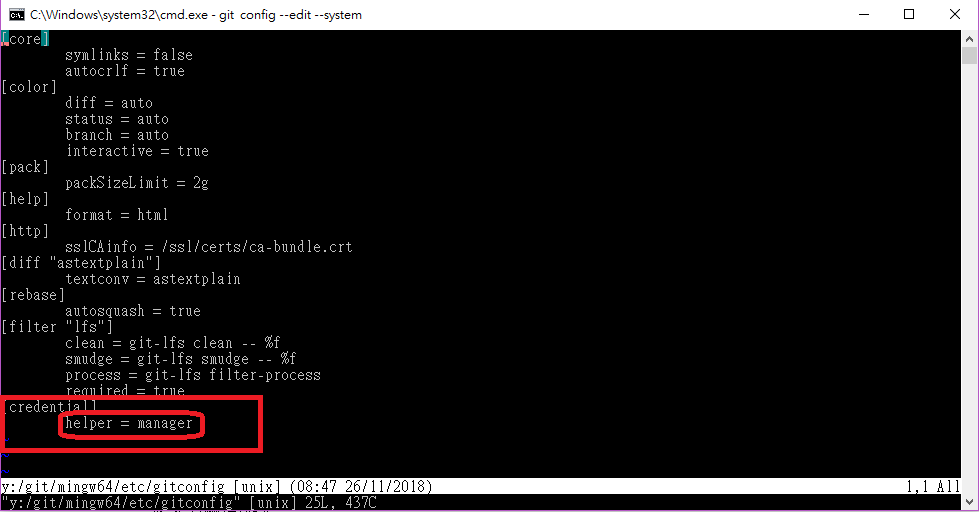 C:\Windows\system32\cmd.exe - git config --edit --system
[core]
symlinks = false
autocrlf = true
[color]
diff = auto
status = auto
branch = auto
interactive = true
[pack]
packSizeLimit = 2g
[help]
format = html
[http]
sslCAinfo = /ssl/certs/ca-bundle.crt
[diff "astextplain"]
textconv = astextplain
[rebase]
autosquash = true
[filter "lfs"]
clean = git-lfs clean -- %f
smudge = git-lfs smudge -- %f
process = git-lfs filter-process
required = true
[credential]
helper = manager
~
~
~
y:/git/mingw64/etc/gitconfig [unix] (08:47 26/11/2018) 1,1 All
"y:/git/mingw64/etc/gitconfig" [unix] 25L, 437C